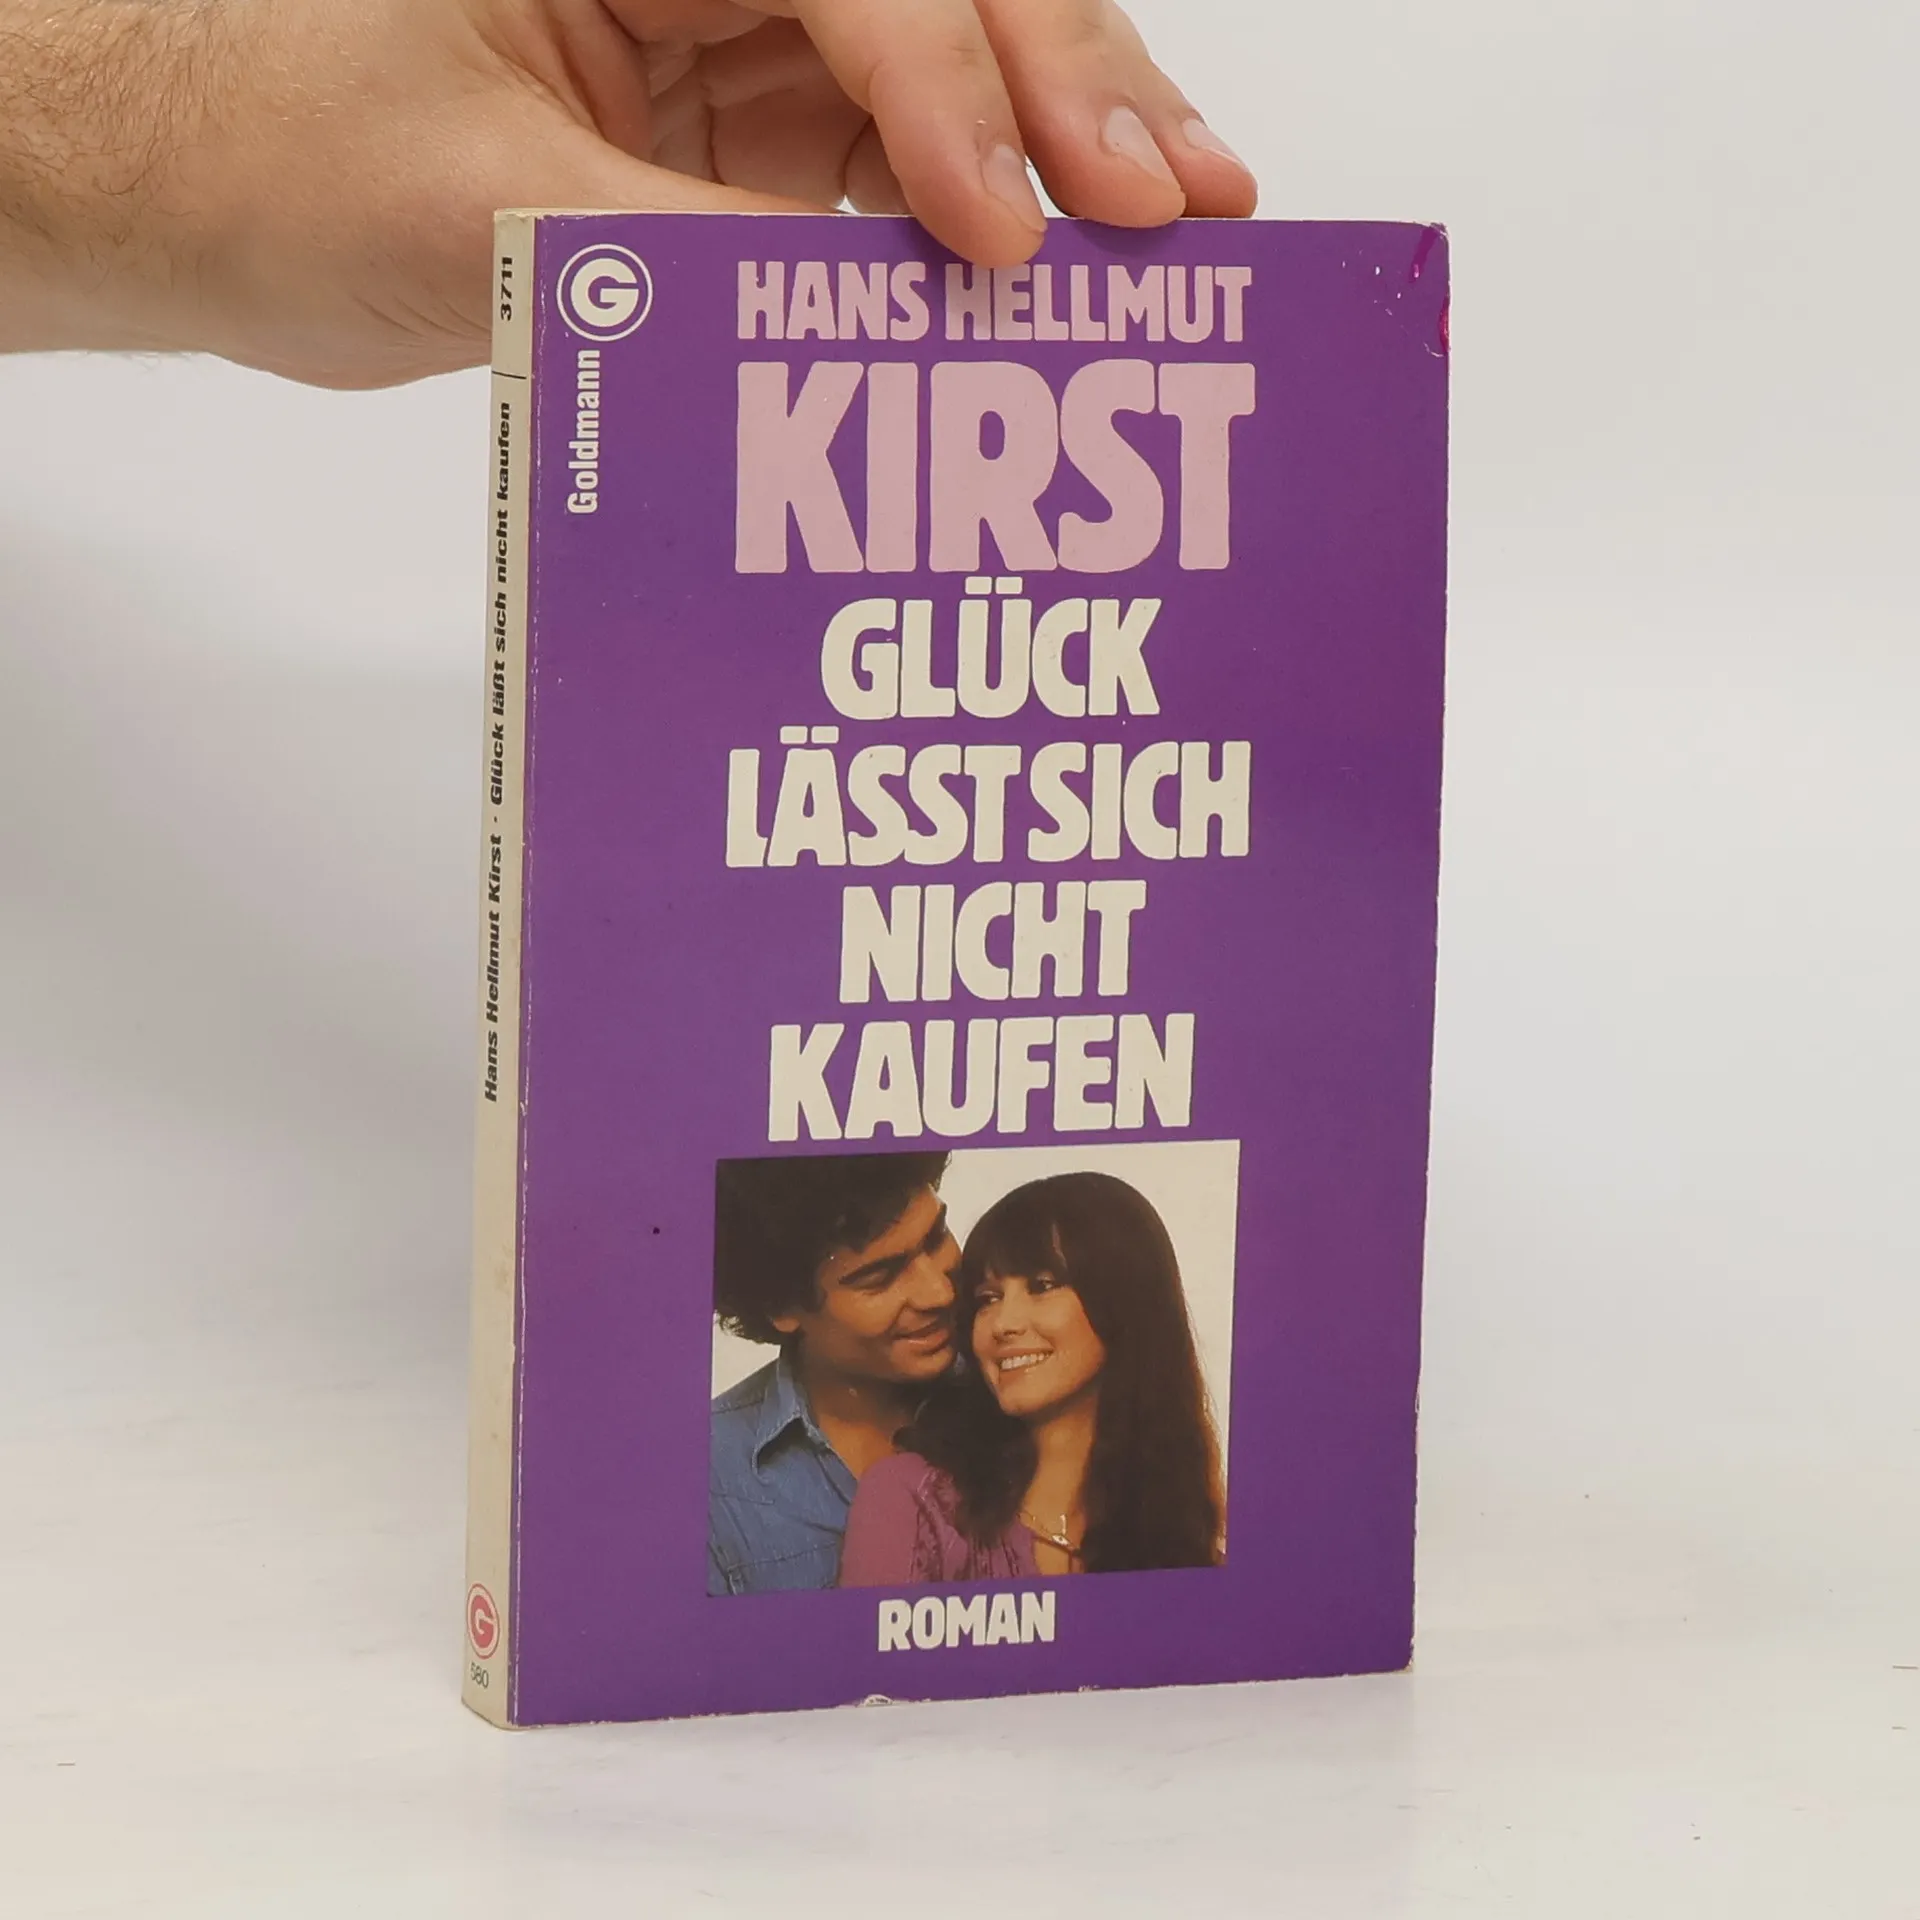 HANS HELLMUT
KIRST
GLÜCK
LÄSST SICH
NICHT
KAUFEN
ROMAN
G
Goldmann
3711
Hans Hellmut Kirst · Glück läßt sich nicht kaufen
G
580